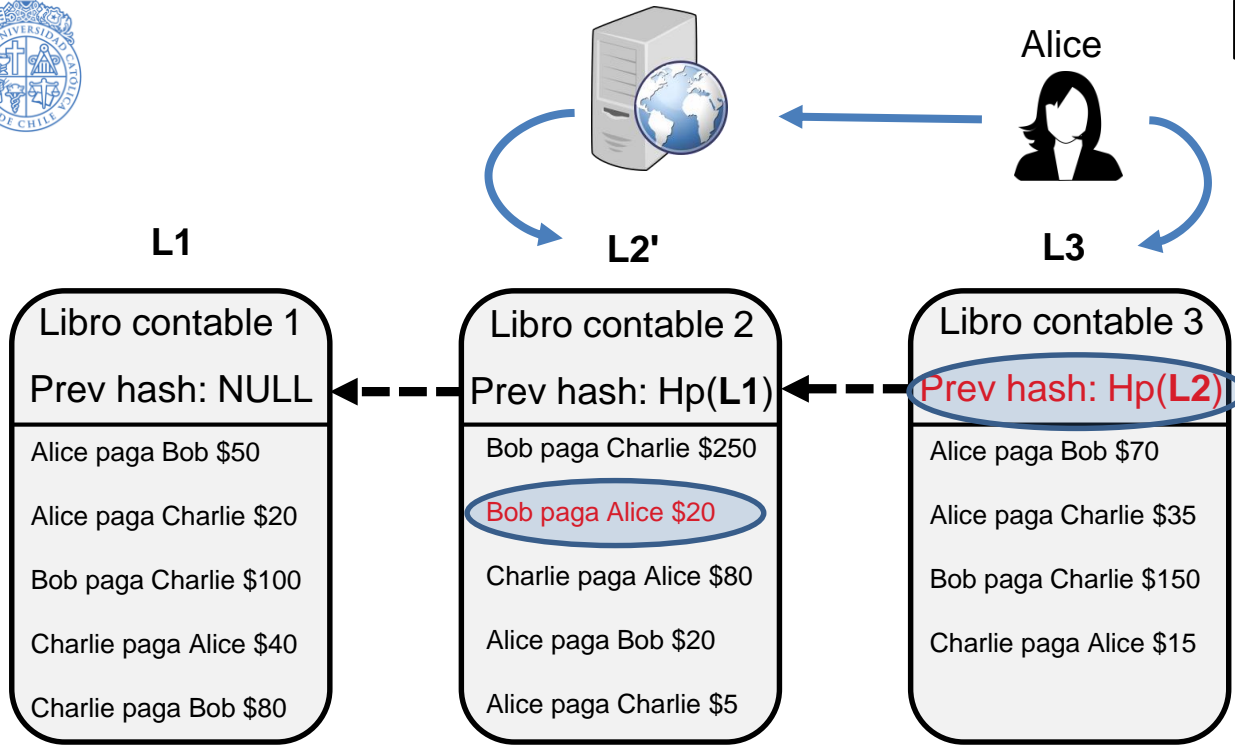 UNIVERSIDAD CATOLICA
DE CHILE
Alice
L1
L2'
L3
Libro contable 1
Prev hash: NULL
Alice paga Bob $50
Alice paga Charlie $20
Bob paga Charlie $100
Charlie paga Alice $40
Charlie paga Bob $80
Libro contable 2
Prev hash: Hp(L1)
Bob paga Charlie $250
Bob paga Alice $20
Charlie paga Alice $80
Alice paga Bob $20
Alice paga Charlie $5
Libro contable 3
Prev hash: Hp(L2)
Alice paga Bob $70
Alice paga Charlie $35
Bob paga Charlie $150
Charlie paga Alice $15